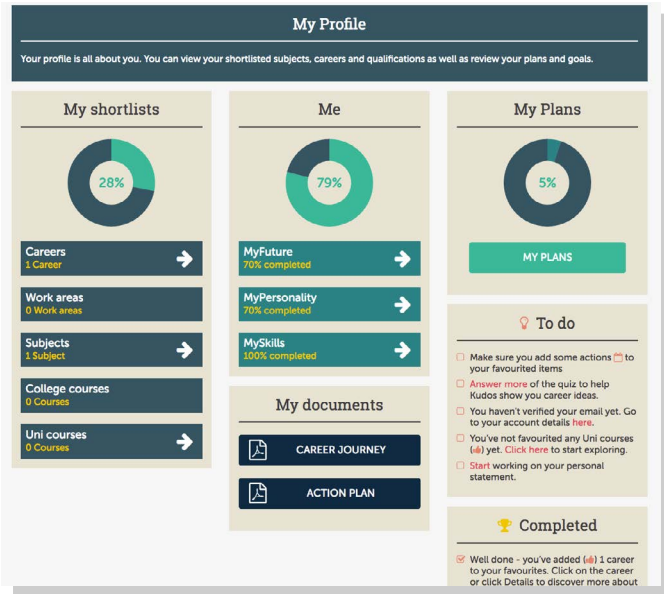 My Profile
Your profile is all about you. You can view your shortlisted subjects, careers and qualifications as well as review your plans and goals.
My shortlists
28%
Careers
1 Career
Work areas
0 Work areas
Subjects
1 Subject
College courses
0 Courses
Uni courses
0 Courses
Me
79%
MyFuture
70% completed
MyPersonality
70% completed
MySkills
100% completed
My documents
CAREER JOURNEY
ACTION PLAN
My Plans
5%
MY PLANS
To do
Make sure you add some actions to
your favourited items
Answer more of the quiz to help
Kudos show you career ideas.
You haven't verified your email yet. Go
to your account details here.
You've not favourited any Uni courses
() yet. Click here to start exploring.
Start working on your personal
statement.
Completed
Well done - you've added () 1 career
to your favourites. Click on the career
or click Details to discover more about